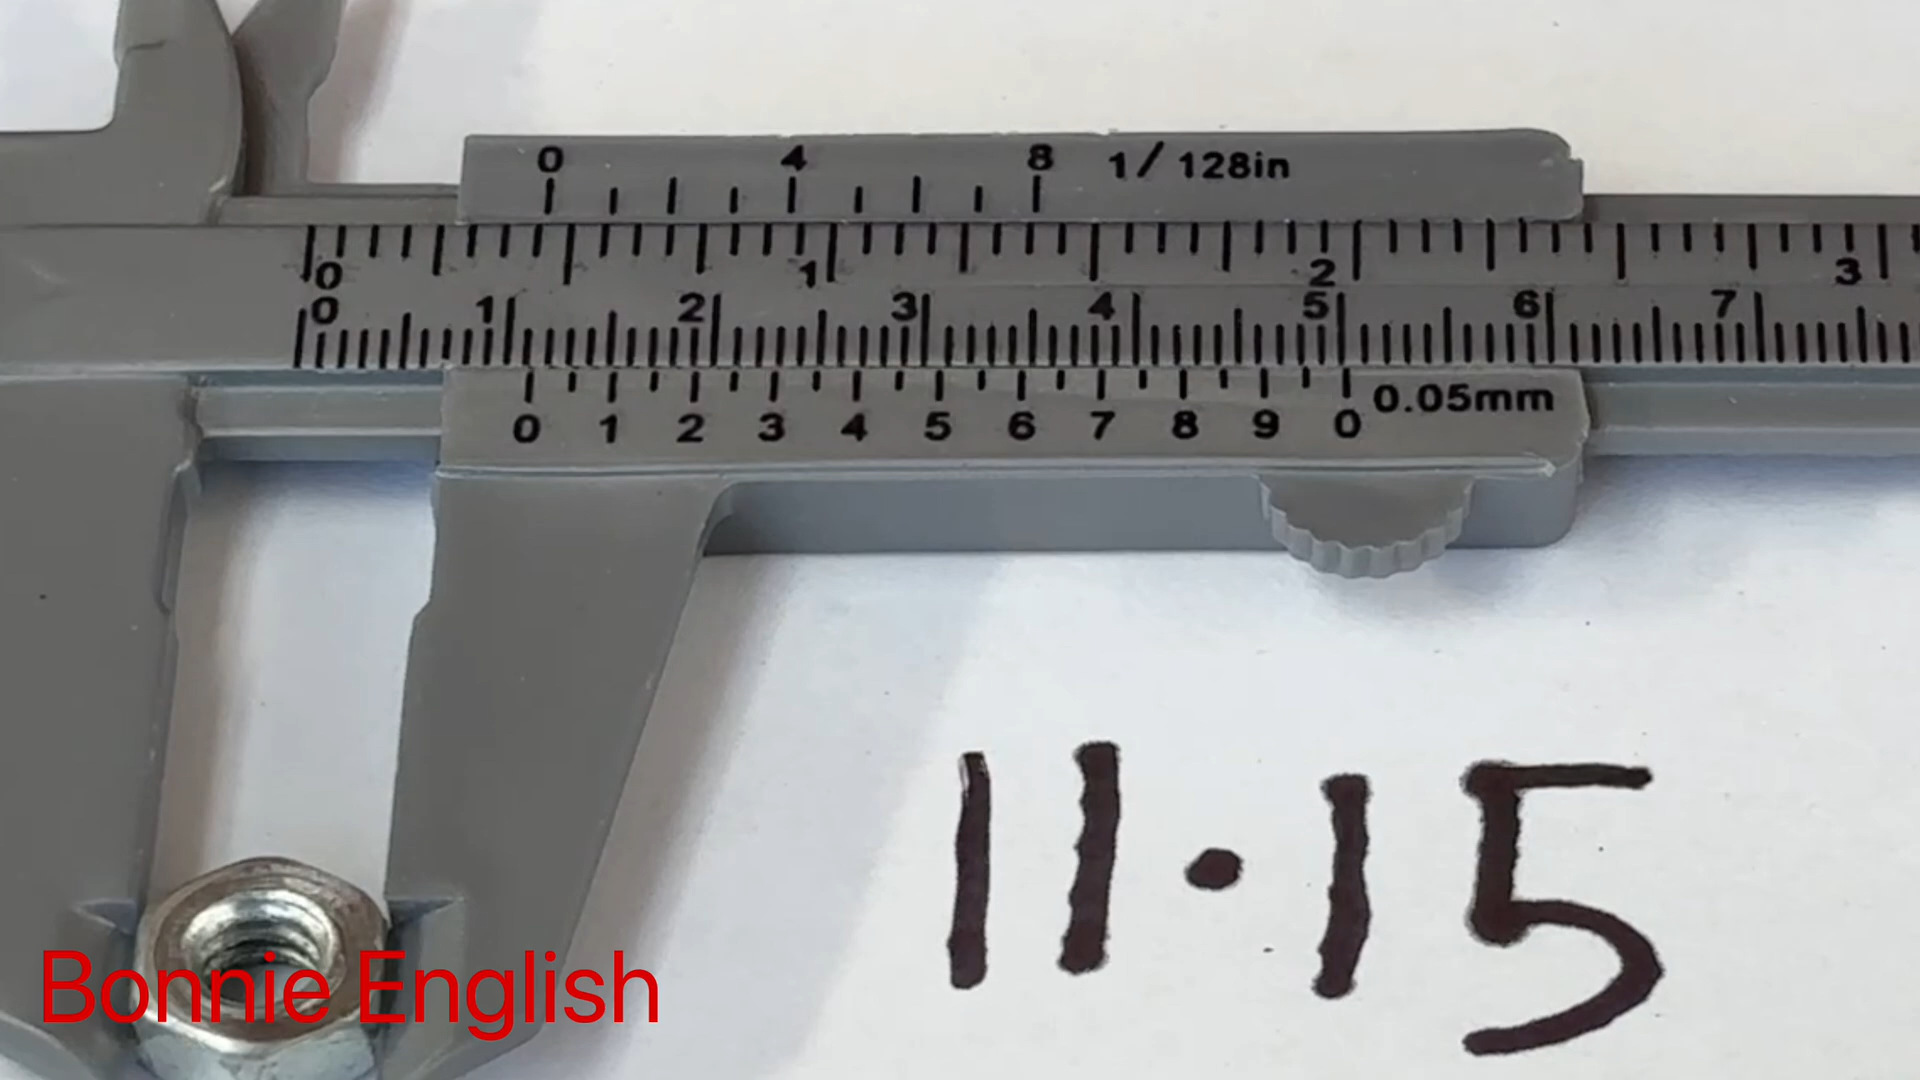 0 4 8 1/128in
0 1 2 3
0 1 2 3 4 5 6 7
0 1 2 3 4 5 6 7 8 9 0 0.05mm
11.15
Bonnie English